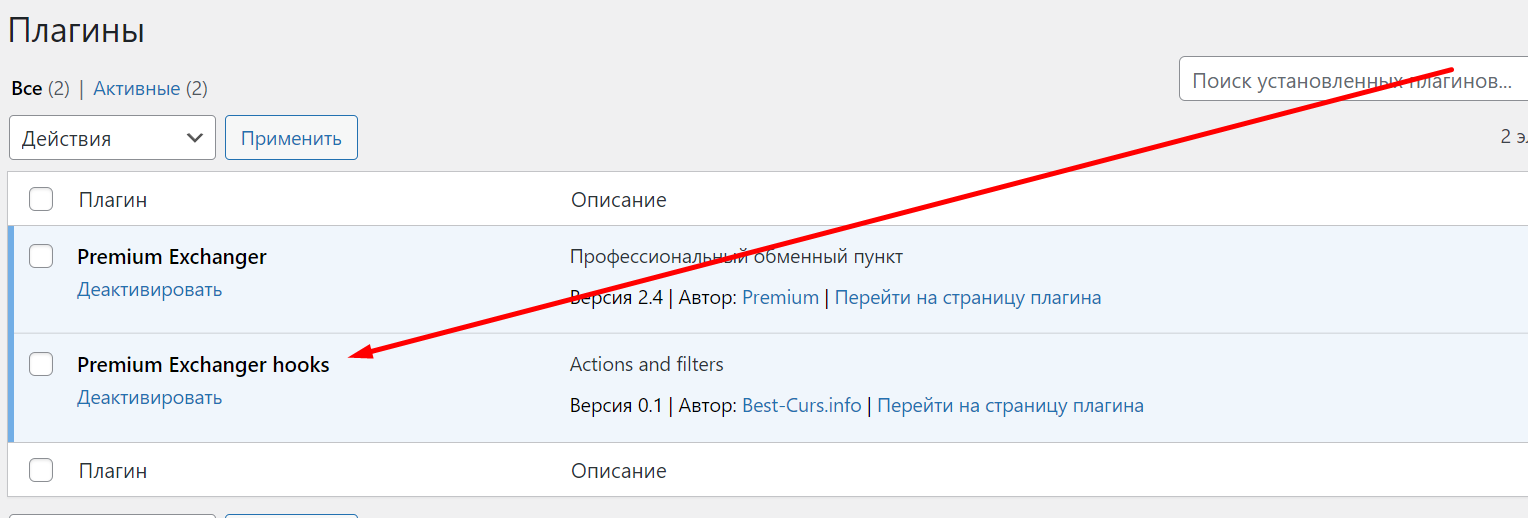 Плагины
Все (2) | Активные (2)
Поиск установленных плагинов...
Действия
Применить
Плагин Описание
Premium Exchanger Профессиональный обменный пункт
Деактивировать Версия 2.4 | Автор: Premium | Перейти на страницу плагина
Premium Exchanger hooks Actions and filters
Деактивировать Версия 0.1 | Автор: Best-Curs.info | Перейти на страницу плагина
Плагин Описание